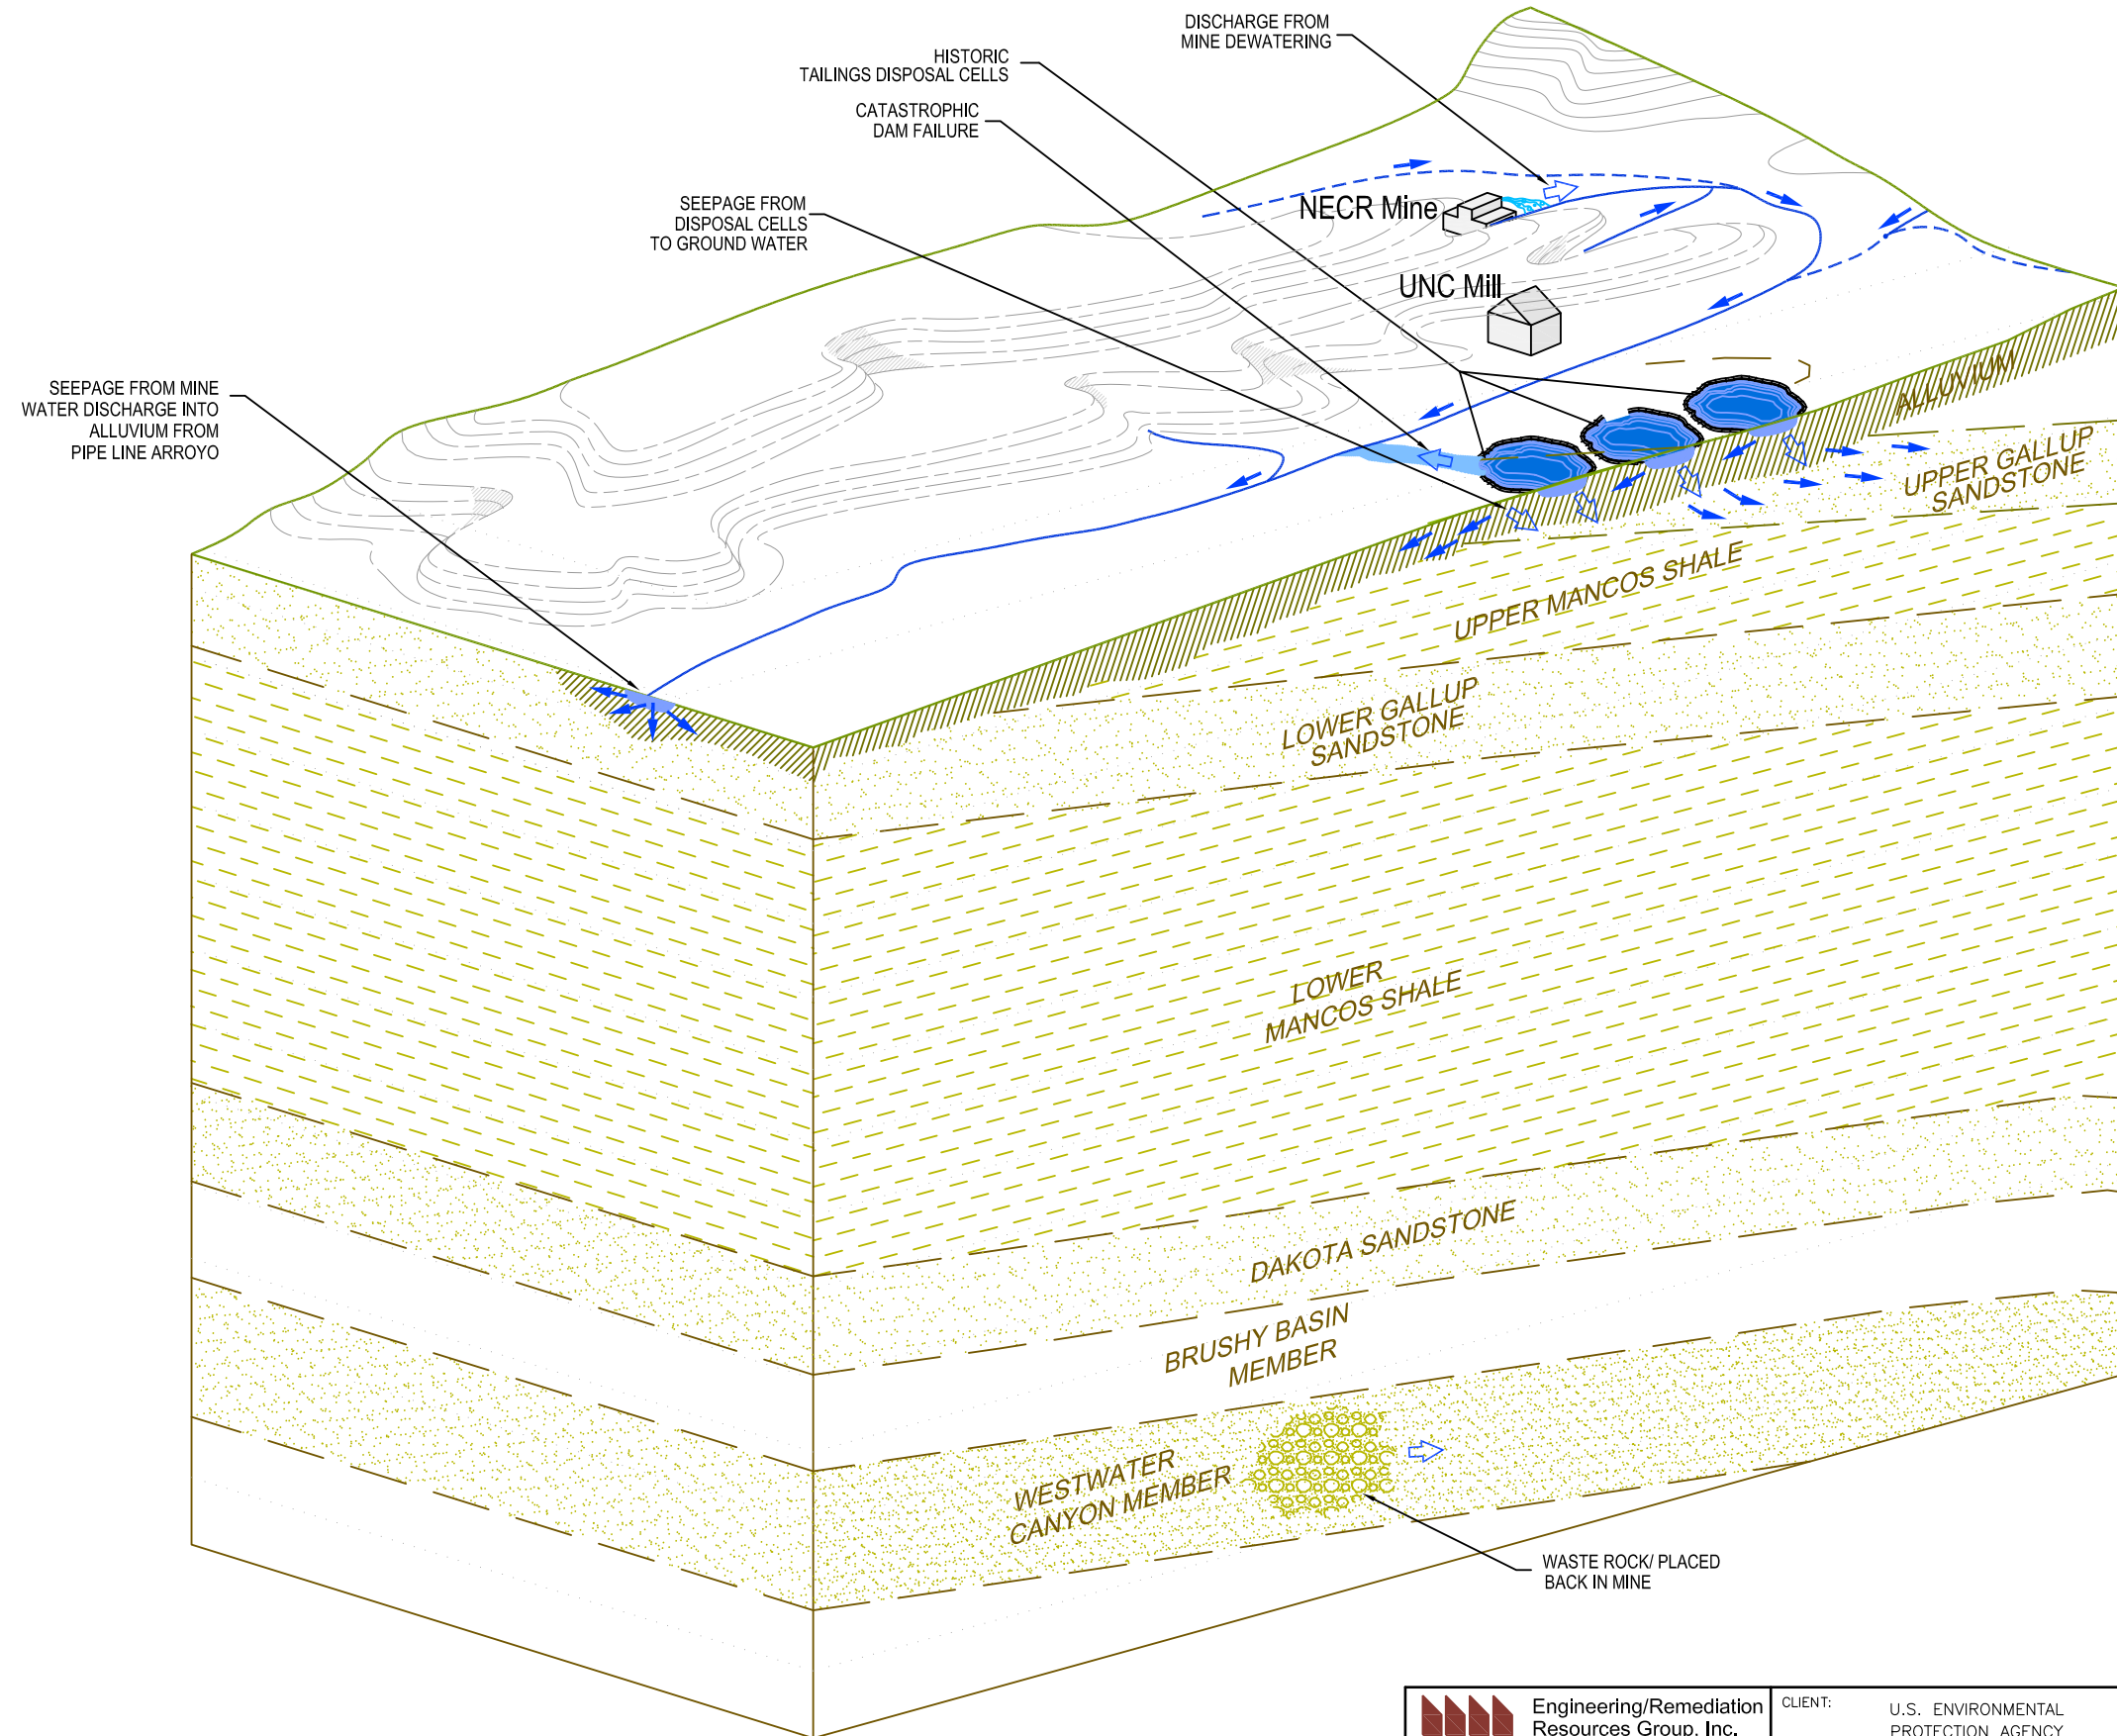 DISCHARGE FROM
MINE DEWATERING
HISTORIC
TAILINGS DISPOSAL CELLS
CATASTROPHIC
DAM FAILURE
SEEPAGE FROM
DISPOSAL CELLS
TO GROUND WATER
NECR Mine
UNC Mill
SEEPAGE FROM MINE
WATER DISCHARGE INTO
ALLUVIUM FROM
PIPE LINE ARROYO
ALLUVIUM
UPPER GALLUP
SANDSTONE
UPPER MANCOS SHALE
LOWER GALLUP
SANDSTONE
LOWER
MANCOS SHALE
DAKOTA SANDSTONE
BRUSHY BASIN
MEMBER
WESTWATER
CANYON MEMBER
WASTE ROCK/ PLACED
BACK IN MINE
Engineering/Remediation
Resources Group, Inc.
CLIENT:
U.S. ENVIRONMENTAL
PROTECTION AGENCY